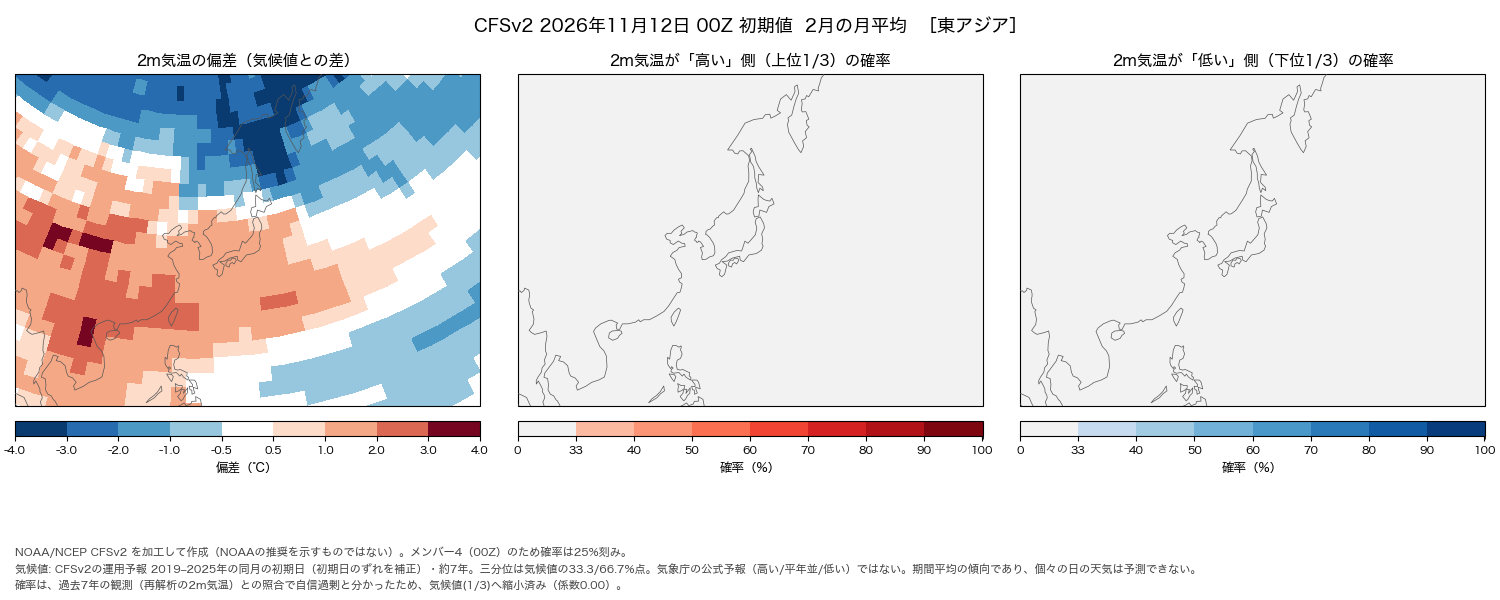 CFSv2 2026年11月12日 00Z 初期値 2月の月平均 ［東アジア］
2m気温の偏差（気候値との差）
2m気温が「高い」側（上位1/3）の確率
2m気温が「低い」側（下位1/3）の確率
-4.0 -3.0 -2.0 -1.0 -0.5 0.5 1.0 2.0 3.0 4.0
偏差（℃）
0 33 40 50 60 70 80 90 100
確率（%）
0 33 40 50 60 70 80 90 100
確率（%）
NOAA/NCEP CFSv2 を加工して作成（NOAAの推奨を示すものではない）。メンバー4（00Z）のため確率は25%刻み。
気候値: CFSv2の運用予報 2019–2025年の同月の初期日（初期日のずれを補正）・約7年。三分位は気候値の33.3/66.7%点。気象庁の公式予報（高い/平年並/低い）ではない。期間平均の傾向であり、個々の日の天気は予測できない。
確率は、過去7年の観測（再解析の2m気温）との照合で自信過剰と分かったため、気候値(1/3)へ縮小済み（係数0.00）。